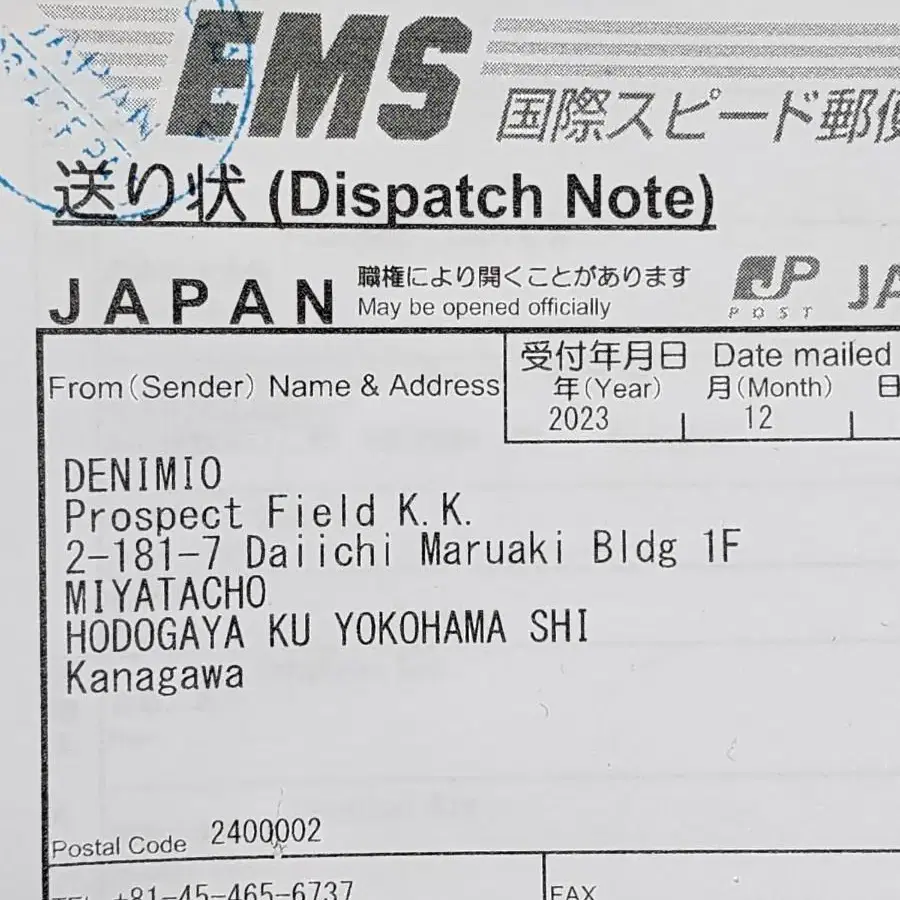 EMS
国際スピード郵便
送り状 (Dispatch Note)
JAPAN
職権により開くことがあります
May be opened officially
JP
POST
JA
From (Sender) Name & Address
受付年月日 Date mailed
年(Year) 月(Month) 日
2023 12
DENIMIO
Prospect Field K.K.
2-181-7 Daiichi Maruaki Bldg 1F
MIYATACHO
HODOGAYA KU YOKOHAMA SHI
Kanagawa
Postal Code 2400002
TEL +81-45-465-6737
FAX
JAPAN